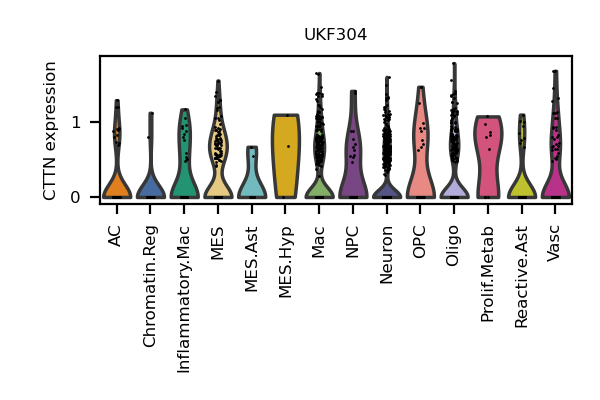 UKF304
CTTN expression
1
0
AC
Chromatin.Reg
Inflammatory.Mac
MES
MES.Ast
MES.Hyp
Mac
NPC
Neuron
OPC
Oligo
Prolif.Metab
Reactive.Ast
Vasc